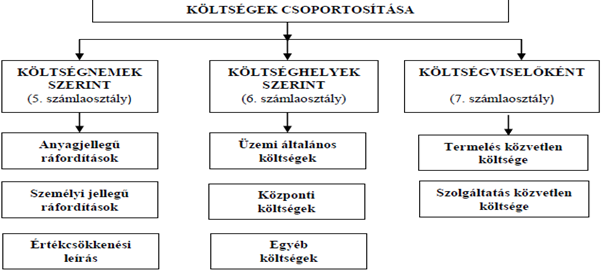 KÖLTSÉGEK CSOPORTOSÍTÁSA
KÖLTSÉGNEMEK
SZERINT
(5. számlaosztály)
Anyagjellegű
ráfordítások
Személyi jellegű
ráfordítások
Értékcsökkenési
leírás
KÖLTSÉGHELYEK
SZERINT
(6. számlaosztály)
Üzemi általános
költségek
Központi
költségek
Egyéb
költségek
KÖLTSÉGVISELŐKÉNT
(7. számlaosztály)
Termelés közvetlen
költsége
Szolgáltatás közvetlen
költsége